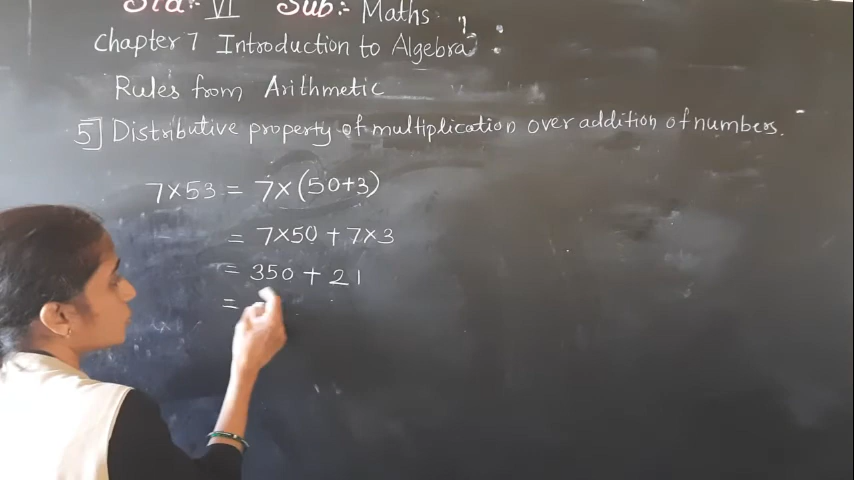 Std:- VI Sub:- Maths
Chapter 7 Introduction to Algebra
Rules from Arithmetic
5] Distributive property of multiplication over addition of numbers.
7×53 = 7×(50+3)
= 7×50 + 7×3
= 350 + 21
=